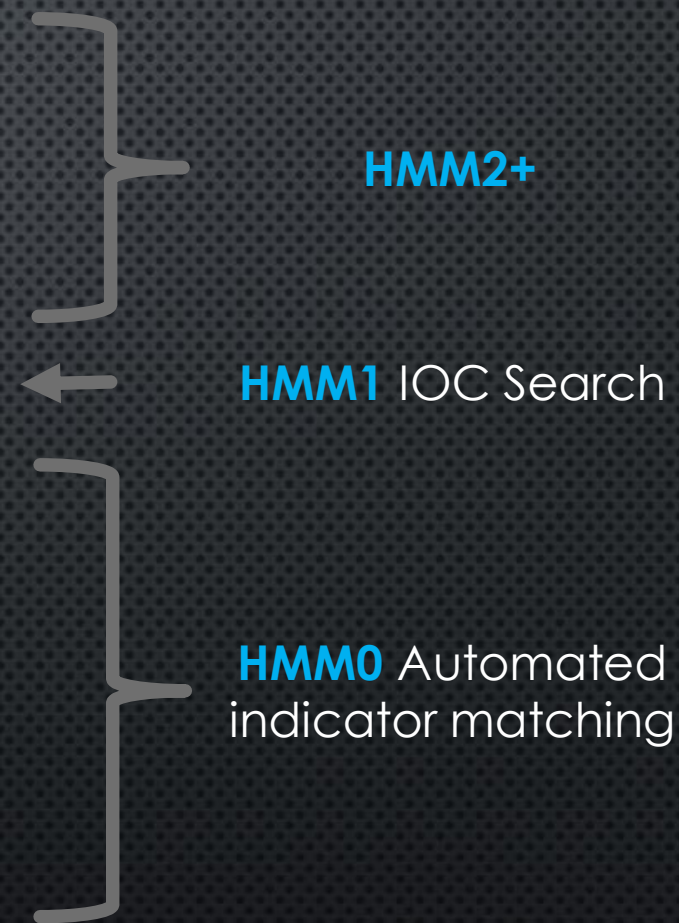 HMM2+
HMM1 IOC Search
HMM0 Automated
indicator matching